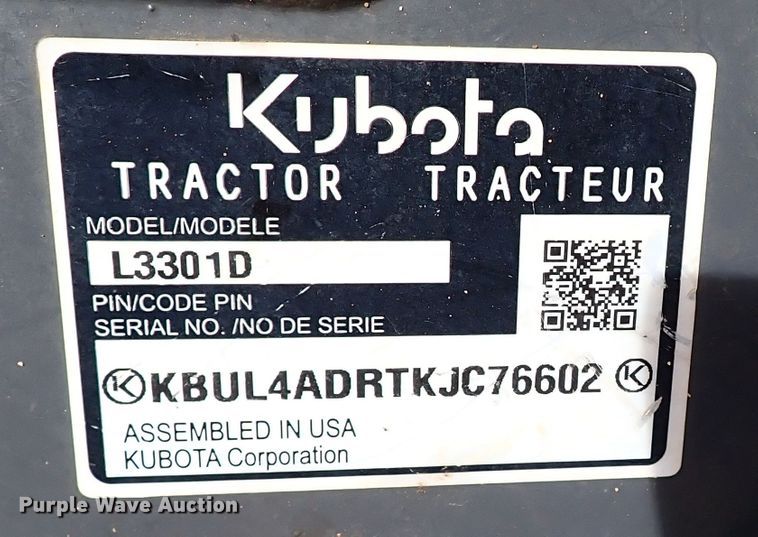 Kubota
TRACTOR TRACTEUR
MODEL/MODELE
L3301D
PIN/CODE PIN
SERIAL NO. /NO DE SERIE
KBUL4ADRTKJC76602
ASSEMBLED IN USA
KUBOTA Corporation
Purple Wave Auction